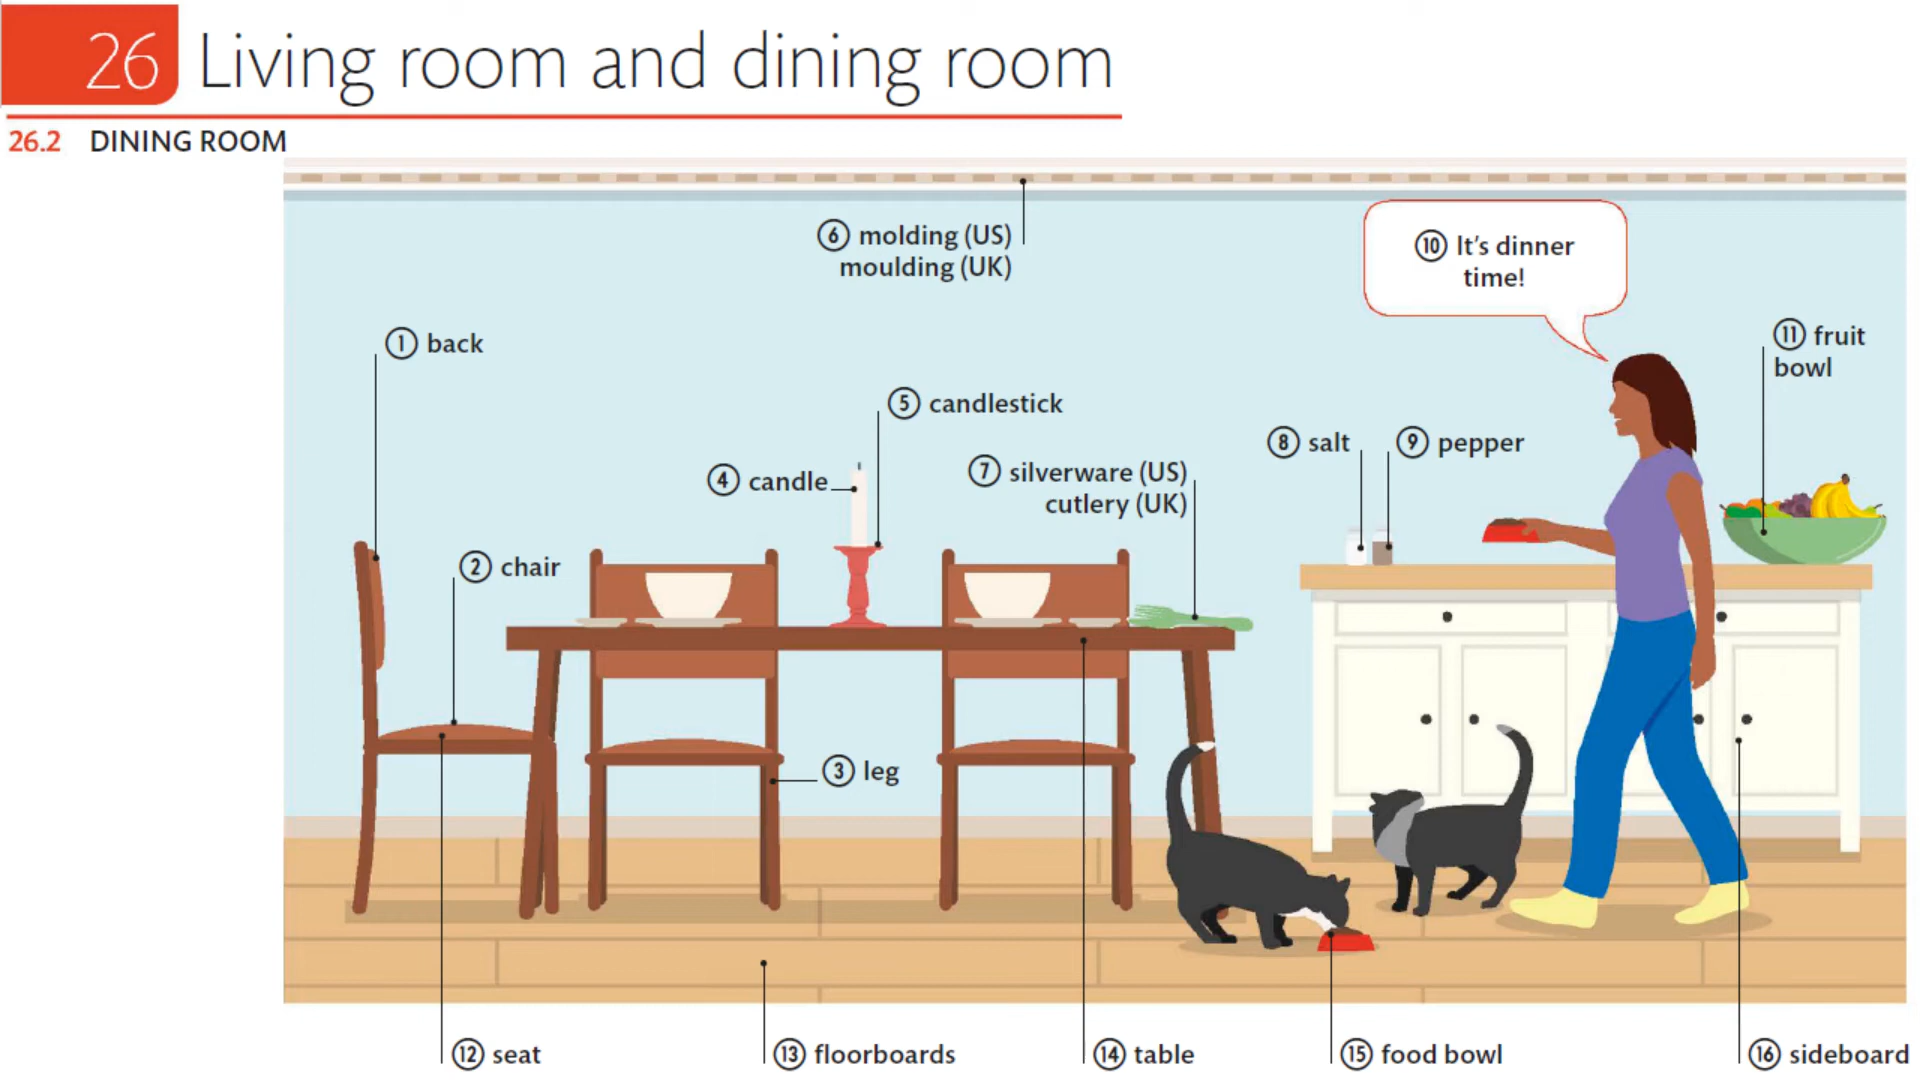 26 Living room and dining room
26.2 DINING ROOM
⑥ molding (US)
moulding (UK)
⑩ It's dinner
time!
① back
⑪ fruit
bowl
⑤ candlestick
⑧ salt
⑨ pepper
④ candle
⑦ silverware (US)
cutlery (UK)
② chair
③ leg
⑫ seat
⑬ floorboards
⑭ table
⑮ food bowl
⑯ sideboard